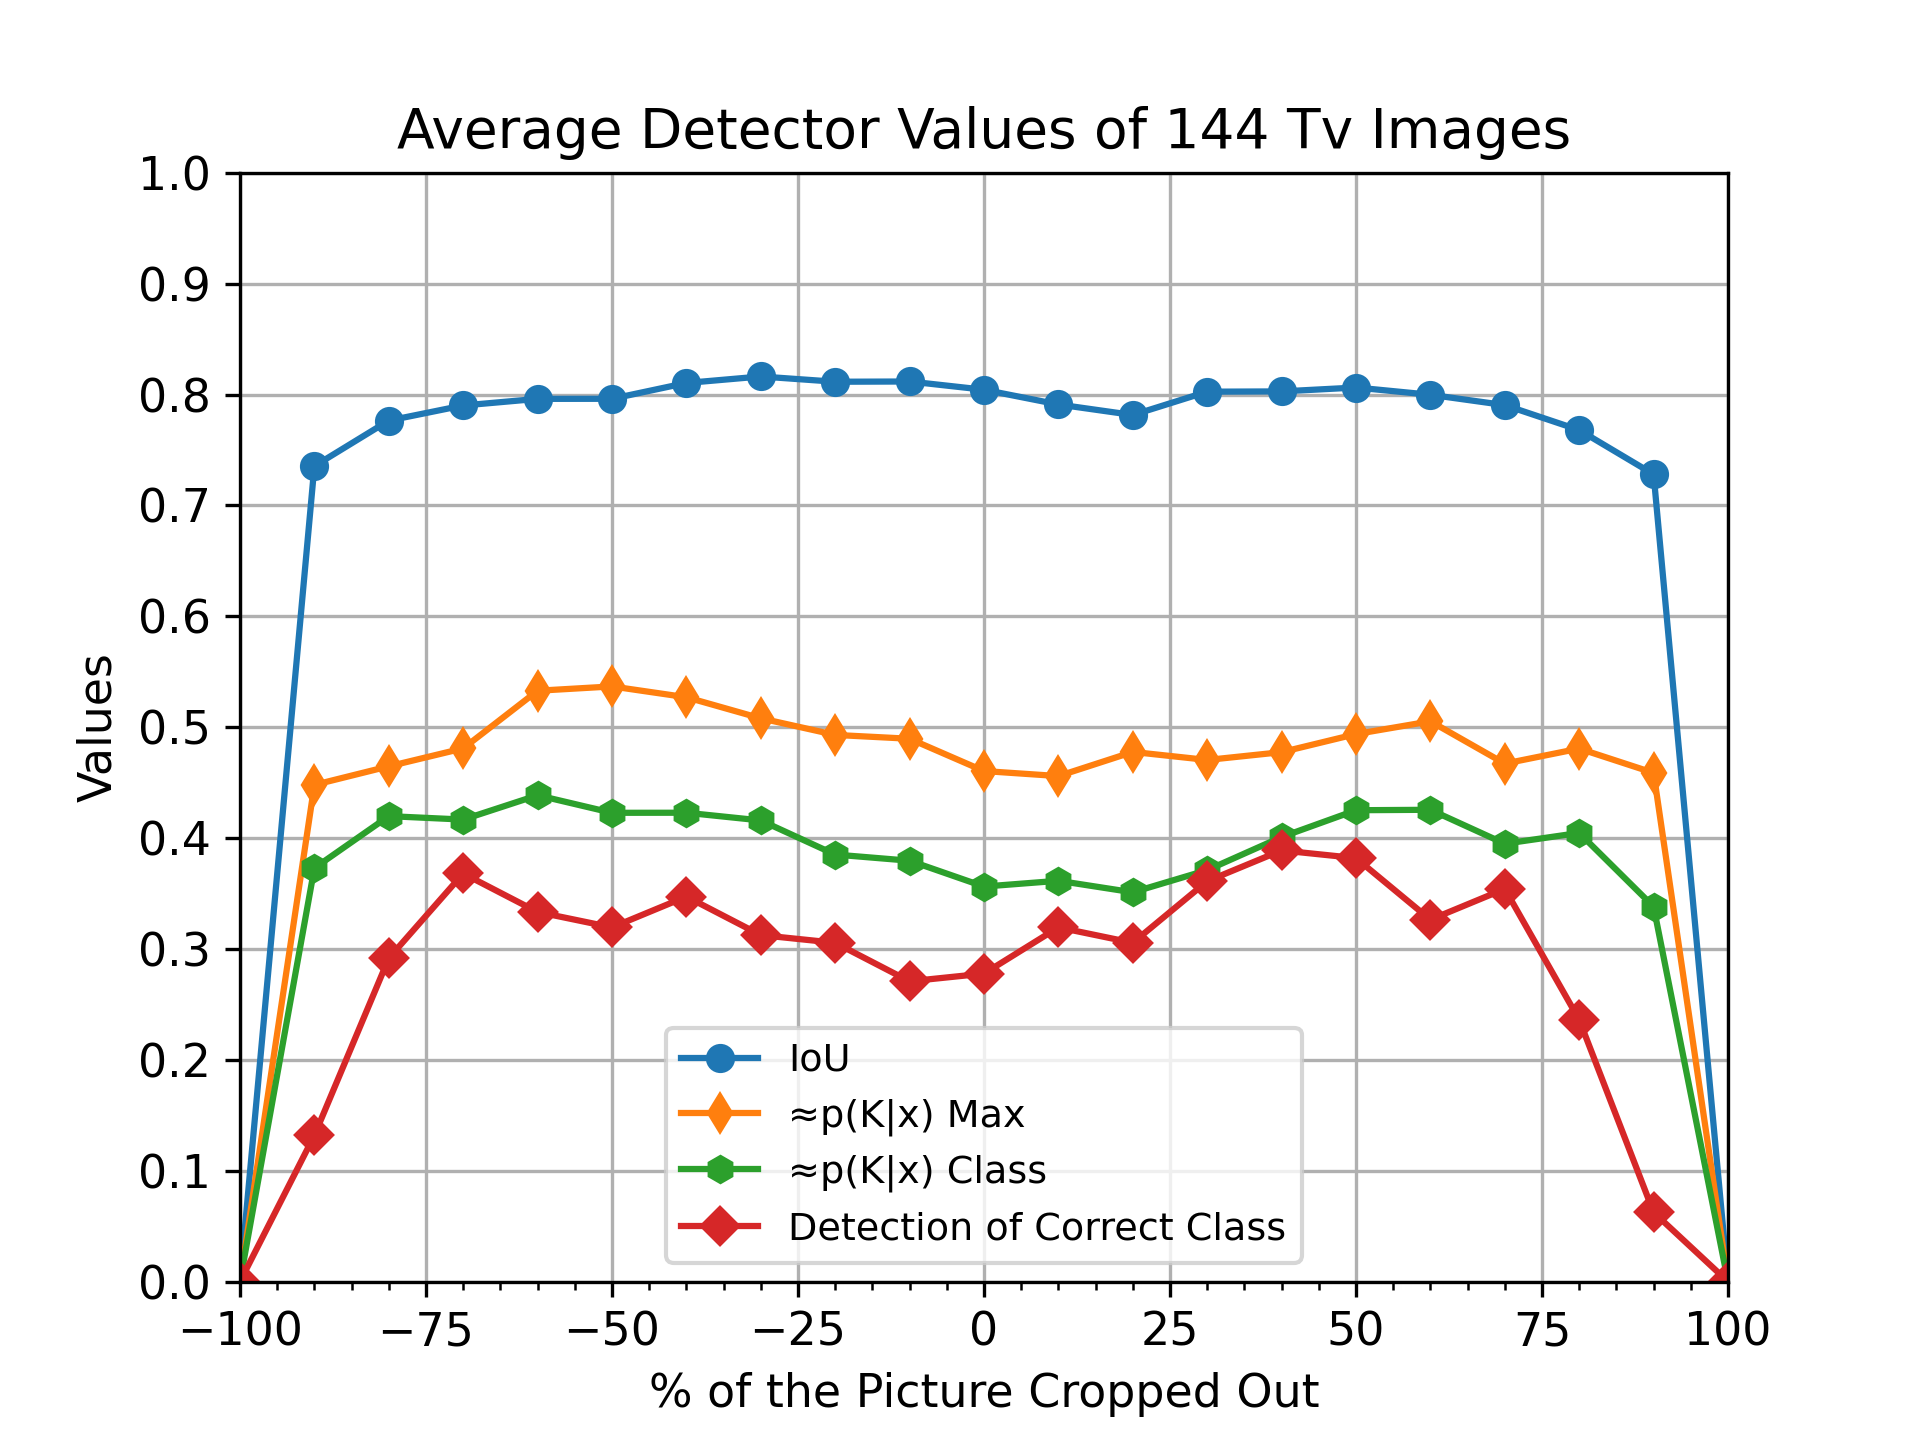 Average Detector Values of 144 Tv Images
1.0
0.9
0.8
0.7
0.6
0.5
0.4
0.3
0.2
0.1
0.0
Values
IoU
≈p(K|x) Max
≈p(K|x) Class
Detection of Correct Class
−100 −75 −50 −25 0 25 50 75 100
% of the Picture Cropped Out